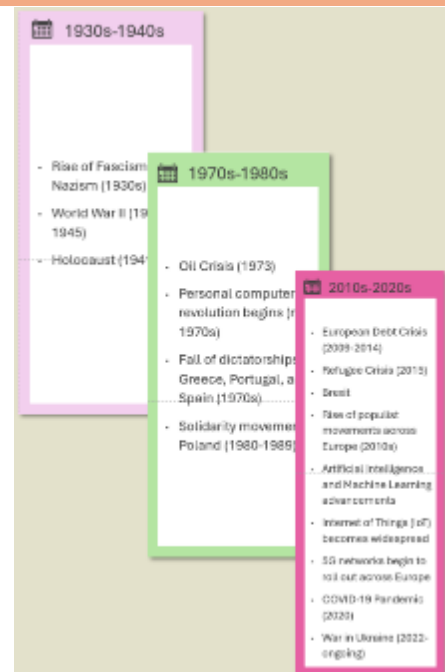 1930s-1940s
- Rise of Fascism
Nazism (1930s)
- World War II (19
1945)
- Holocaust (194
1970s-1980s
- Oil Crisis (1973)
- Personal computer
revolution begins (
1970s)
- Fall of dictatorships
Greece, Portugal, a
Spain (1970s)
- Solidarity movemen
Poland (1980-1989)
2010s-2020s
- European Debt Crisis
(2009-2014)
- Refugee Crisis (2015)
- Brexit
- Rise of populist
movements across
Europe (2010s)
- Artificial Intelligence
and Machine Learning
advancements
- Internet of Things (IoT)
becomes widespread
- 5G networks begin to
roll out across Europe
- COVID-19 Pandemic
(2020)
- War in Ukraine (2022-
ongoing)